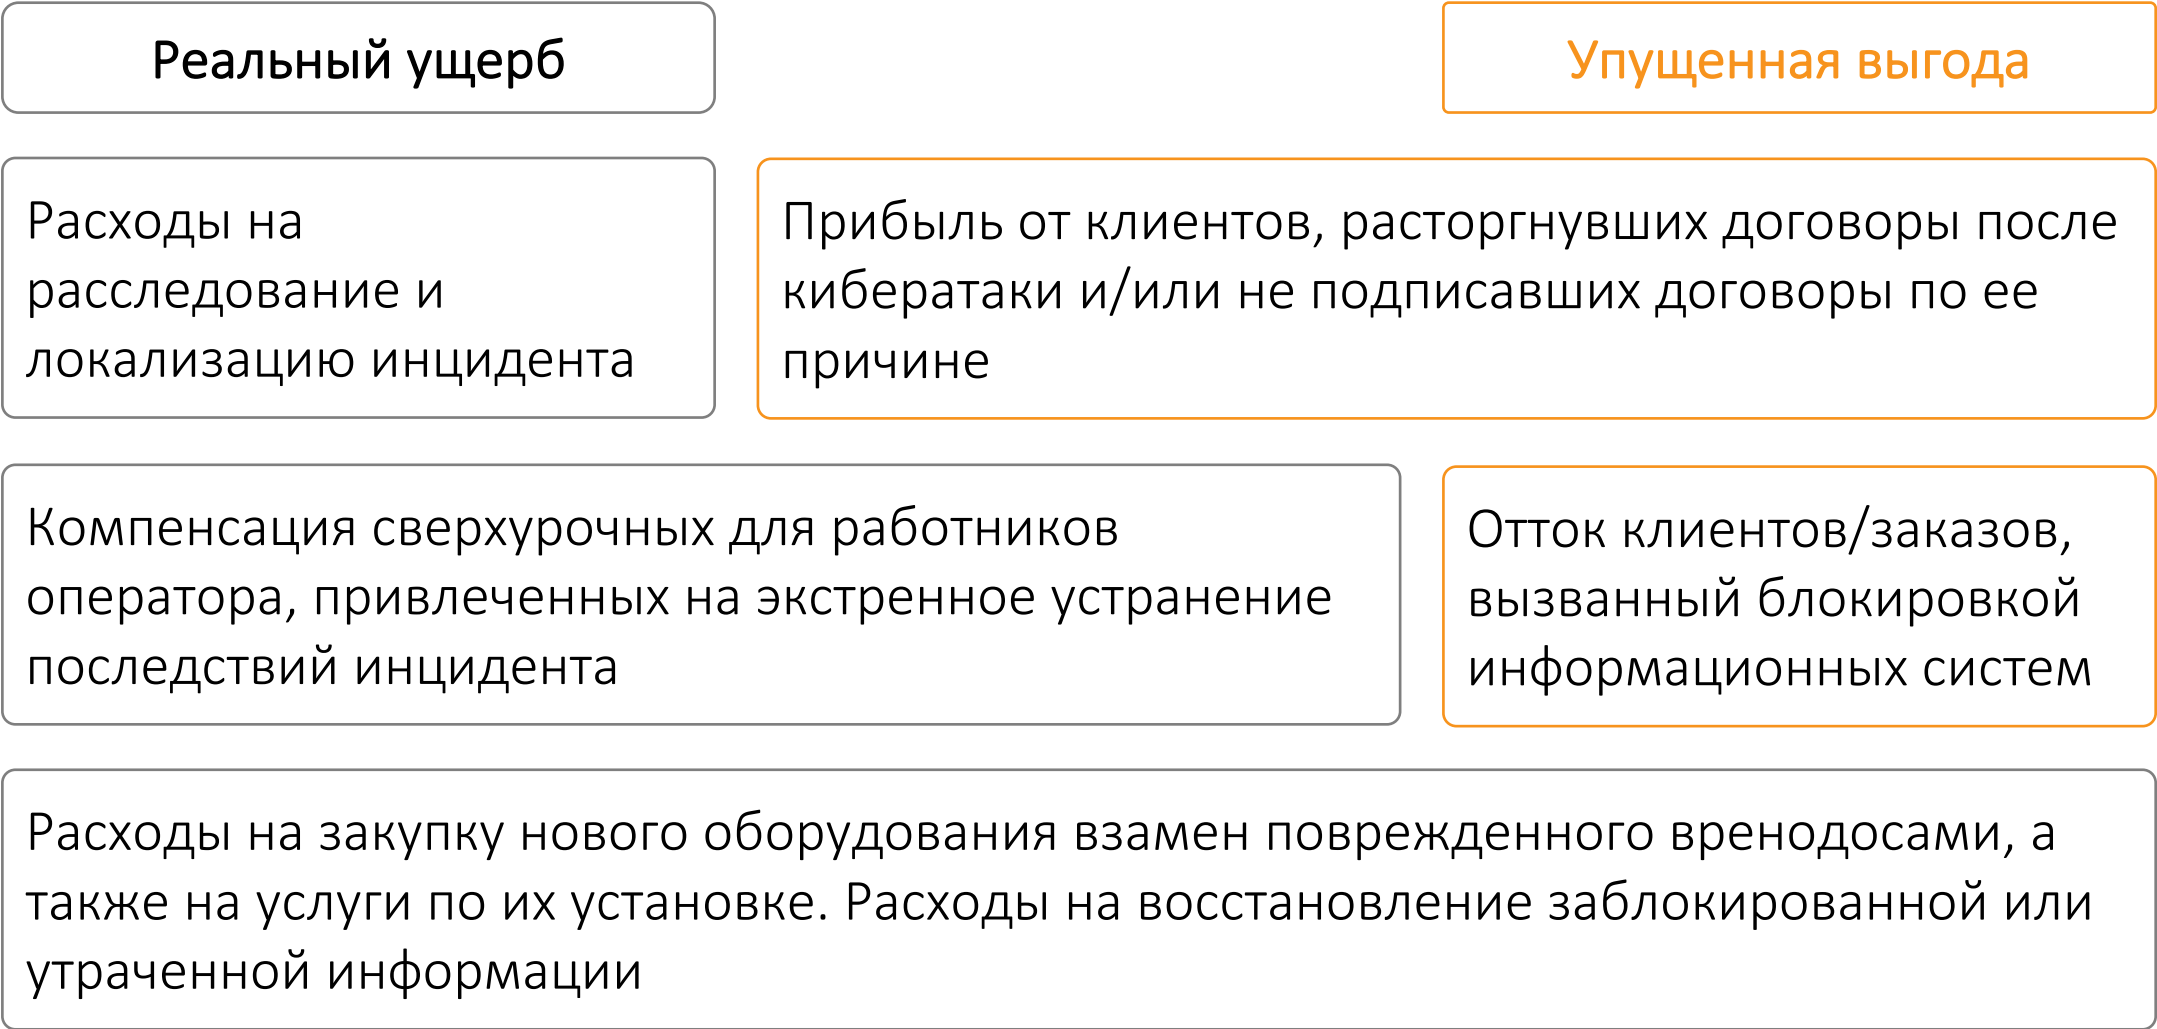 Реальный ущерб
Упущенная выгода
Расходы на
расследование и
локализацию инцидента
Прибыль от клиентов, расторгнувших договоры после
кибератаки и/или не подписавших договоры по ее
причине
Компенсация сверхурочных для работников
оператора, привлеченных на экстренное устранение
последствий инцидента
Отток клиентов/заказов,
вызванный блокировкой
информационных систем
Расходы на закупку нового оборудования взамен поврежденного вренодосами, а
также на услуги по их установке. Расходы на восстановление заблокированной или
утраченной информации